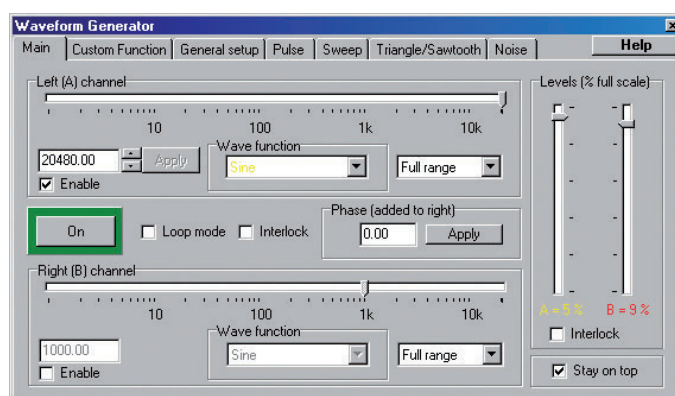 Waveform Generator
Main Custom Function General setup Pulse Sweep Triangle/Sawtooth Noise Help
Left (A) channel
10 100 1k 10k
20480.00 Apply
Wave function
Sine
Full range
Enable
On
Loop mode Interlock
Phase (added to right)
0.00 Apply
Right (B) channel
10 100 1k 10k
1000.00
Wave function
Sine
Full range
Enable
Levels (% full scale)
A = 5 % B = 9 %
Interlock
Stay on top